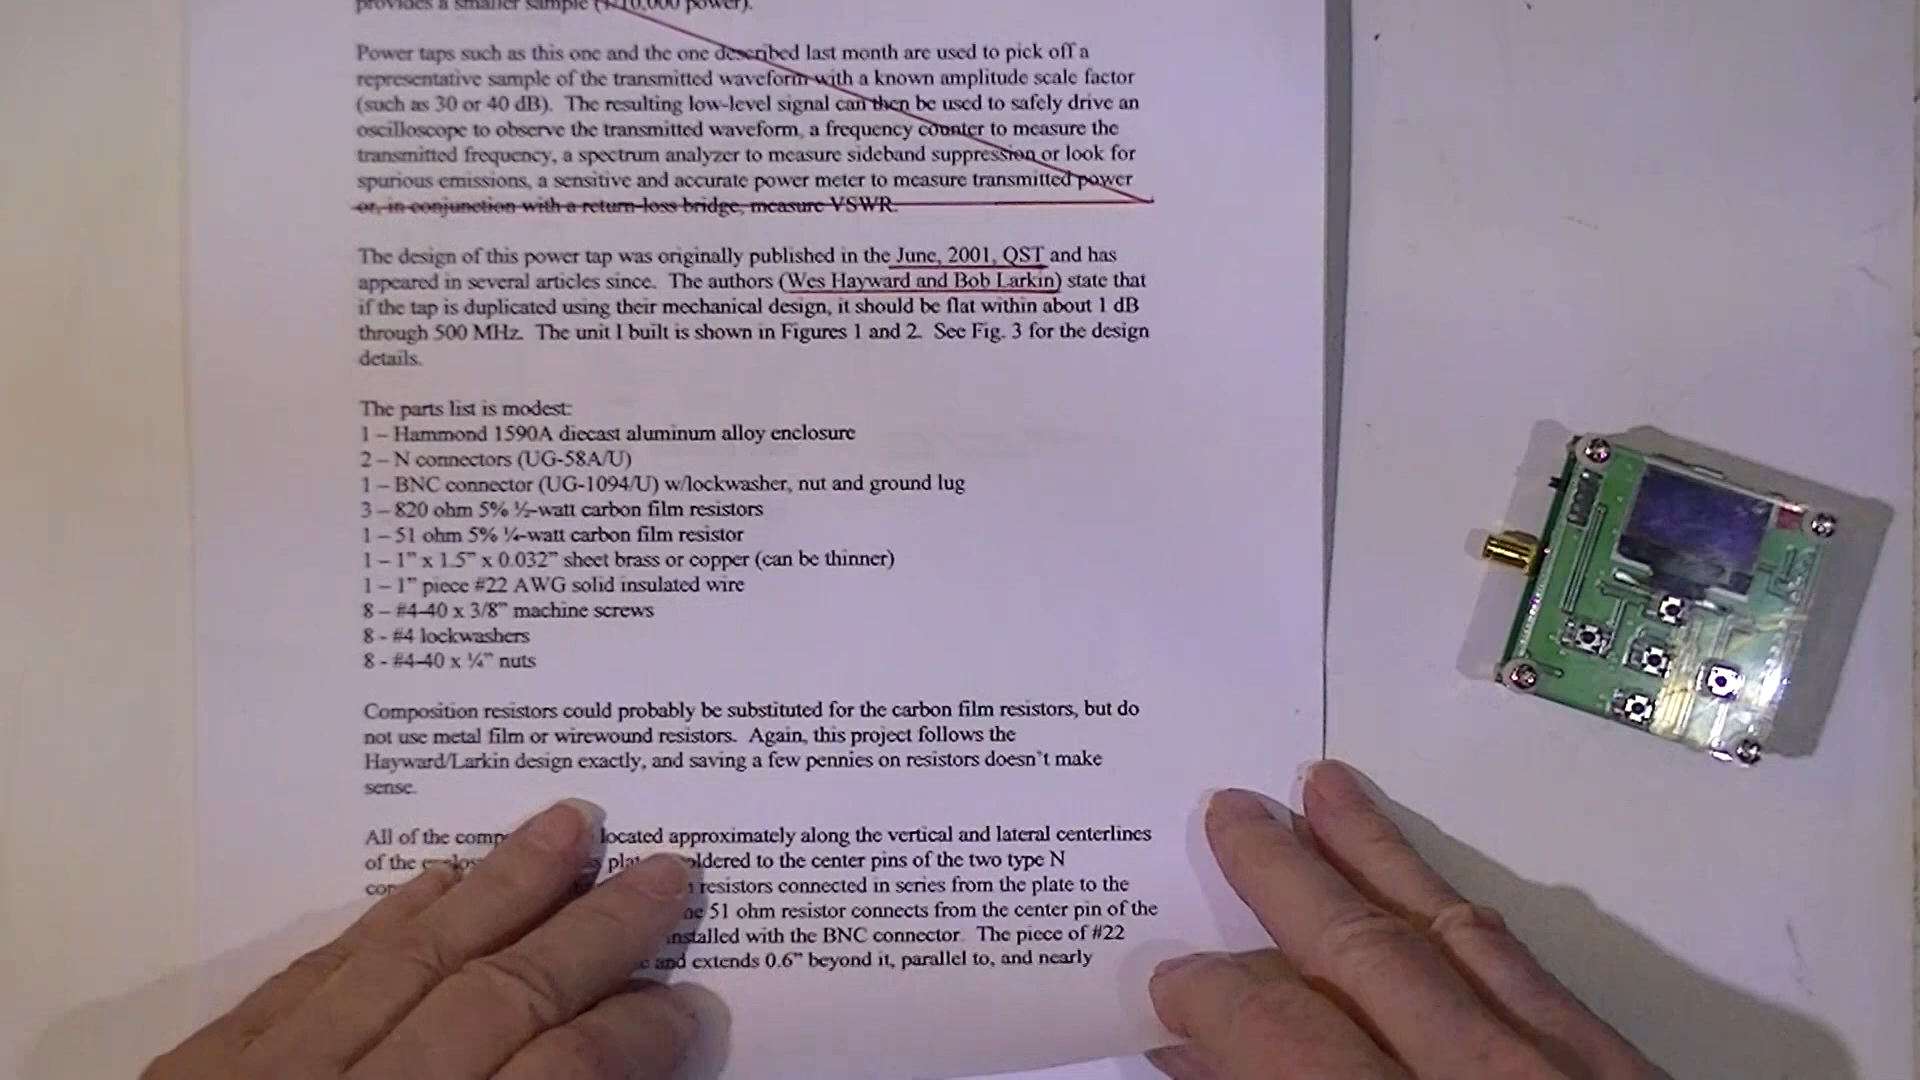 provides a smaller sample (1/10,000 power).
Power taps such as this one and the one described last month are used to pick off a
representative sample of the transmitted waveform with a known amplitude scale factor
(such as 30 or 40 dB). The resulting low-level signal can then be used to safely drive an
oscilloscope to observe the transmitted waveform, a frequency counter to measure the
transmitted frequency, a spectrum analyzer to measure sideband suppression or look for
spurious emissions, a sensitive and accurate power meter to measure transmitted power
or, in conjunction with a return-loss bridge, measure VSWR.
The design of this power tap was originally published in the June, 2001, QST and has
appeared in several articles since. The authors (Wes Hayward and Bob Larkin) state that
if the tap is duplicated using their mechanical design, it should be flat within about 1 dB
through 500 MHz. The unit I built is shown in Figures 1 and 2. See Fig. 3 for the design
details.
The parts list is modest:
1 – Hammond 1590A diecast aluminum alloy enclosure
2 – N connectors (UG-58A/U)
1 – BNC connector (UG-1094/U) w/lockwasher, nut and ground lug
3 – 820 ohm 5% ½-watt carbon film resistors
1 – 51 ohm 5% ¼-watt carbon film resistor
1 – 1” x 1.5” x 0.032” sheet brass or copper (can be thinner)
1 – 1” piece #22 AWG solid insulated wire
8 – #4-40 x 3/8” machine screws
8 - #4 lockwashers
8 - #4-40 x ¼” nuts
Composition resistors could probably be substituted for the carbon film resistors, but do
not use metal film or wirewound resistors. Again, this project follows the
Hayward/Larkin design exactly, and saving a few pennies on resistors doesn’t make
sense.
All of the located approximately along the vertical and lateral centerlines
of the to the center pins of the two type N
resistors connected in series from the plate to the
51 ohm resistor connects from the center pin of the
installed with the BNC connector. The piece of #22
and extends 0.6” beyond it, parallel to, and nearly